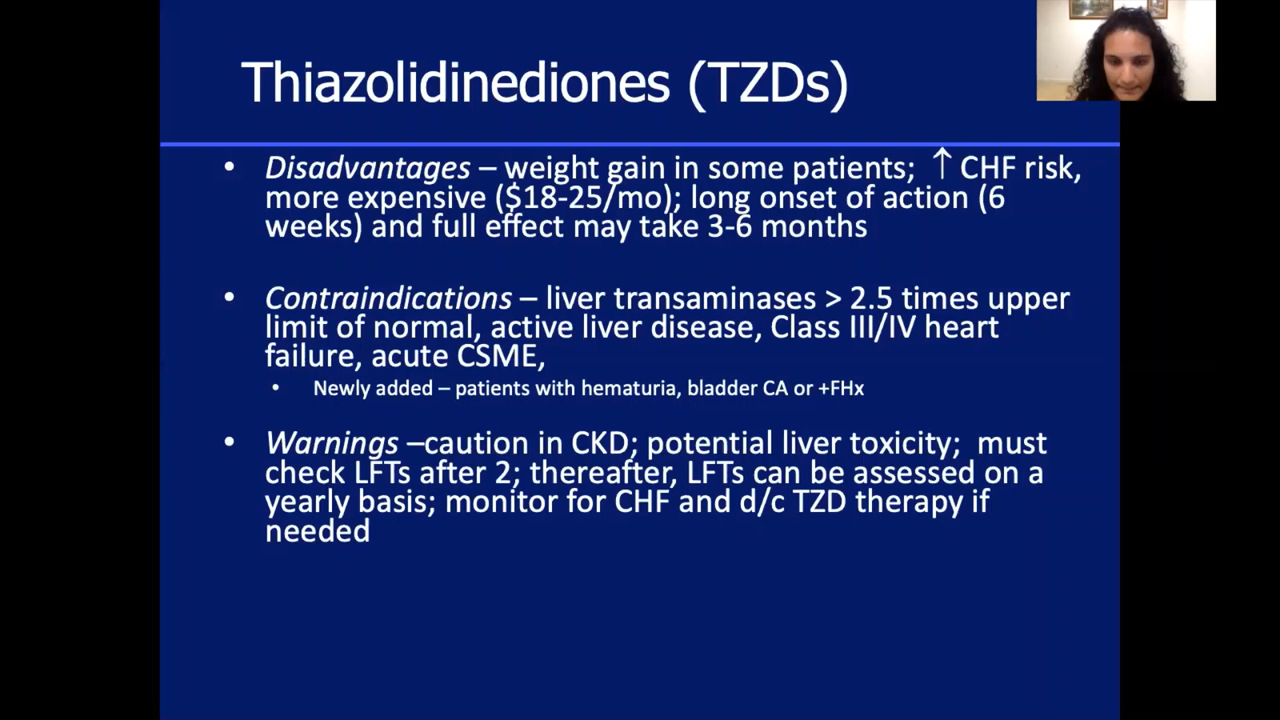 Thiazolidinediones (TZDs)
• Disadvantages – weight gain in some patients; ↑ CHF risk,
more expensive ($18-25/mo); long onset of action (6
weeks) and full effect may take 3-6 months
• Contraindications – liver transaminases > 2.5 times upper
limit of normal, active liver disease, Class III/IV heart
failure, acute CSME,
• Newly added – patients with hematuria, bladder CA or +FHx
• Warnings –caution in CKD; potential liver toxicity; must
check LFTs after 2; thereafter, LFTs can be assessed on a
yearly basis; monitor for CHF and d/c TZD therapy if
needed